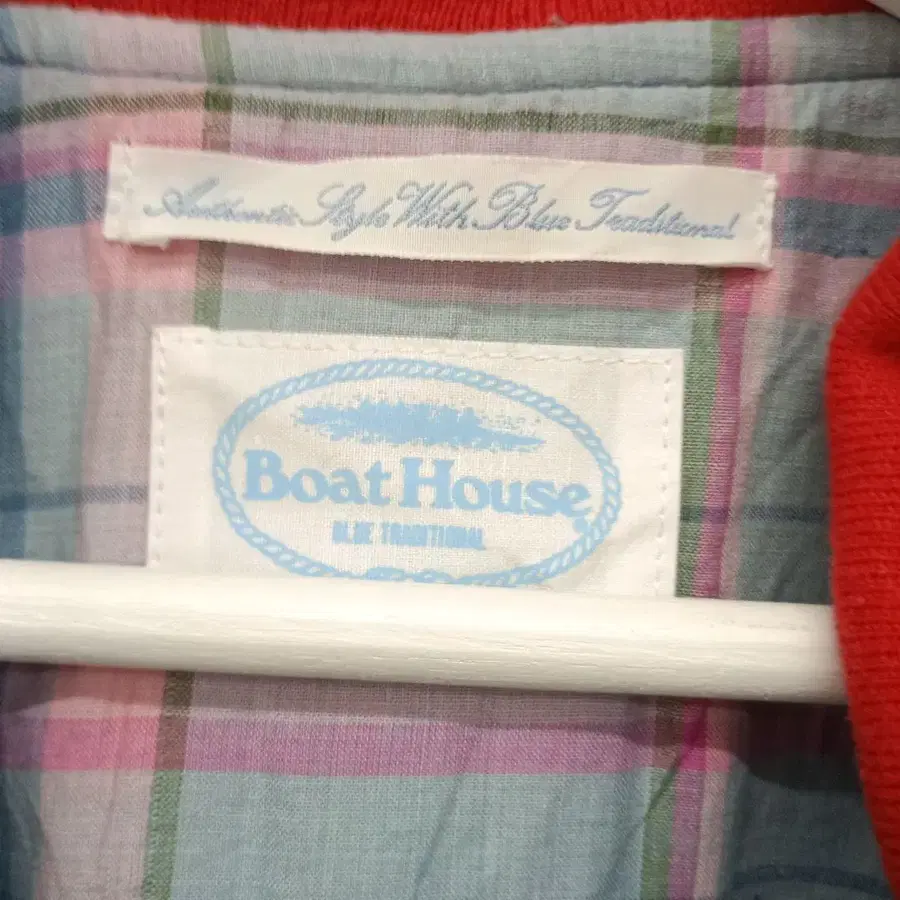 Authentic Style With Blue Traditional
Boat House
BLUE TRADITIONAL